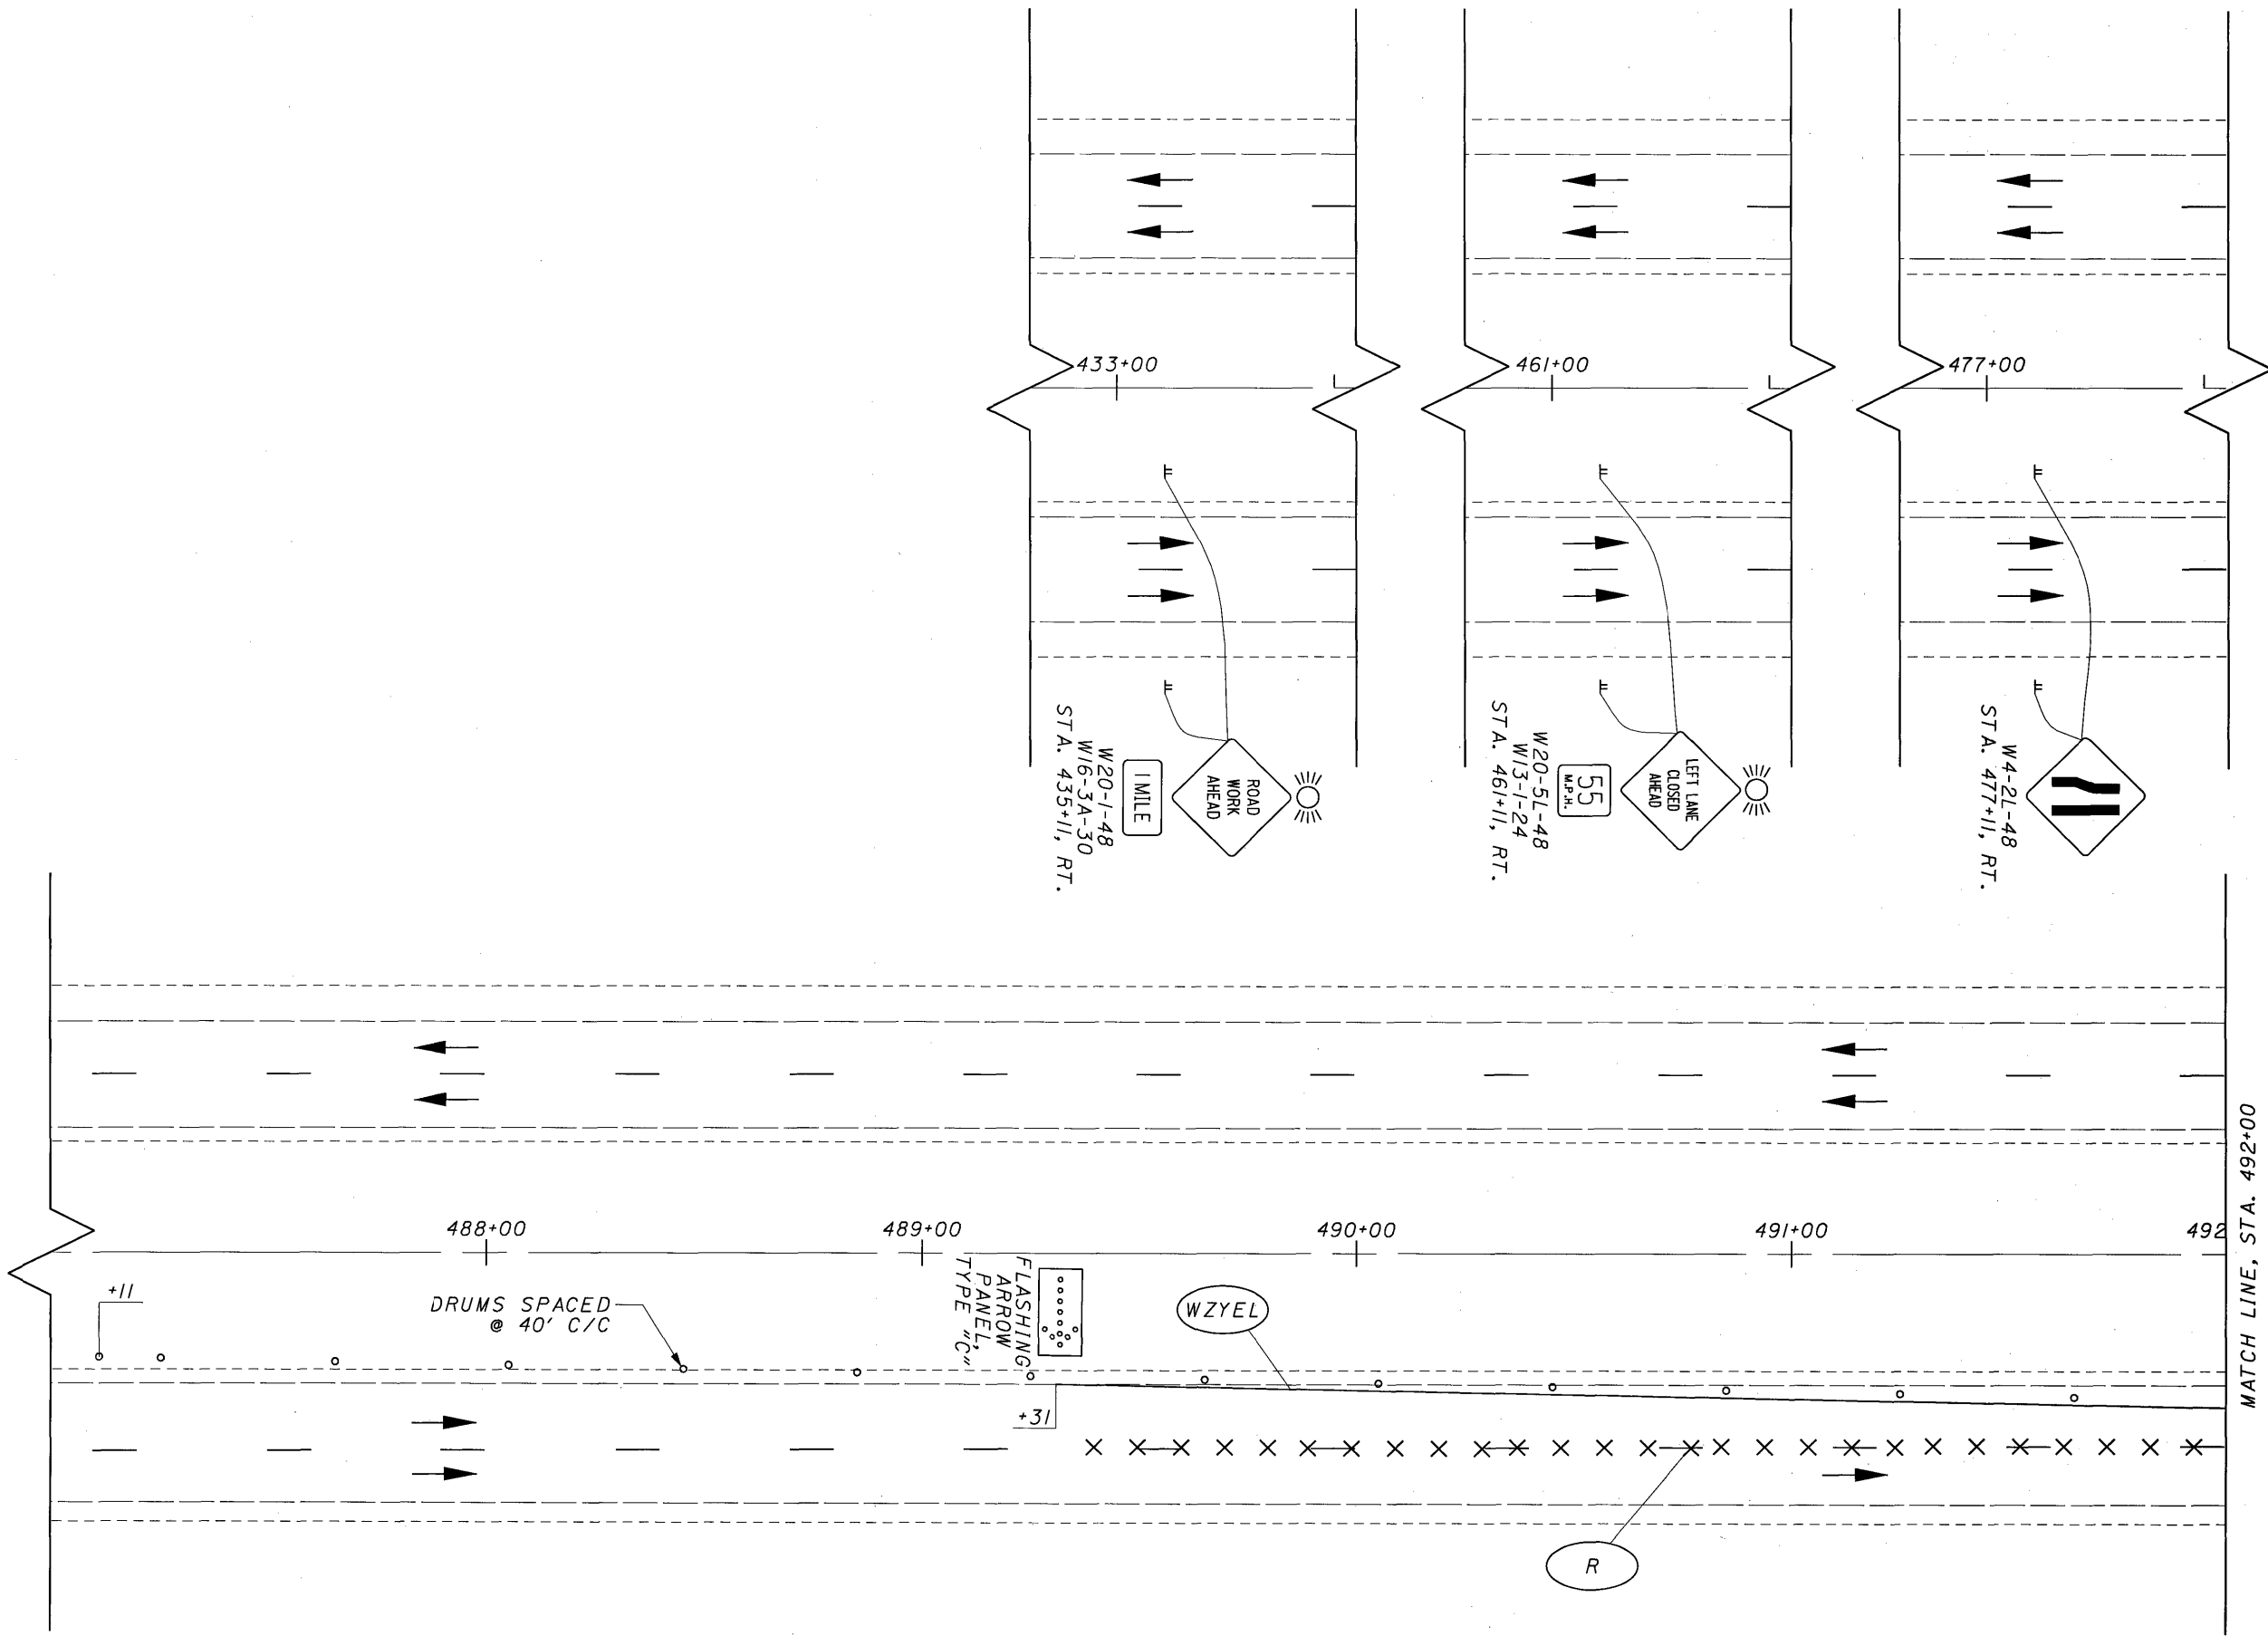 433+00
461+00
477+00
W20-1-48
W16-3A-30
STA. 435+11, RT.
1 MILE
ROAD
WORK
AHEAD
W20-5L-48
W13-1-24
STA. 461+11, RT.
55
M.P.H.
LEFT LANE
CLOSED
AHEAD
W4-2L-48
STA. 477+11, RT.
488+00
489+00
490+00
491+00
492
MATCH LINE, STA. 492+00
+11
DRUMS SPACED
@ 40' C/C
FLASHING
ARROW
PANEL,
TYPE "C"
WZYEL
+31
R